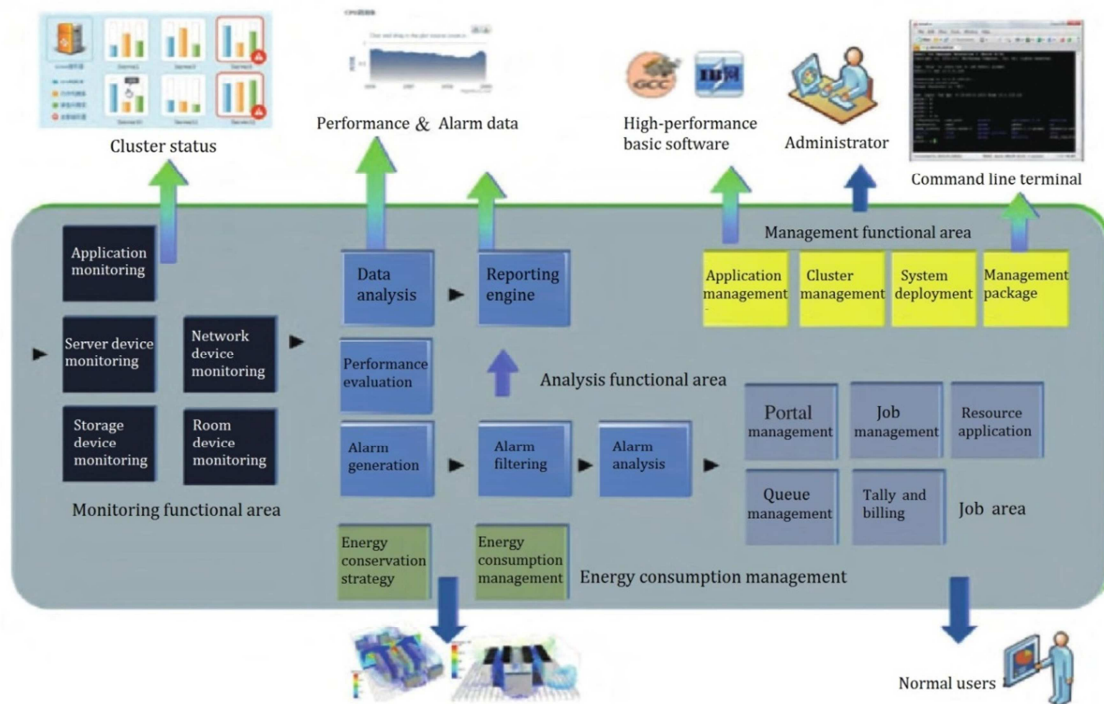 Cluster status
Performance & Alarm data
GCC
High-performance
basic software
Administrator
Command line terminal
Management functional area
Application
monitoring
Data
analysis
Reporting
engine
Application
management
Cluster
management
System
deployment
Management
package
Server device
monitoring
Network
device
monitoring
Performance
evaluation
Analysis functional area
Storage
device
monitoring
Room
device
monitoring
Alarm
generation
Alarm
filtering
Alarm
analysis
Portal
management
Job
management
Resource
application
Monitoring functional area
Queue
management
Tally and
billing
Job area
Energy
conservation
strategy
Energy
consumption
management
Energy consumption management
Normal users